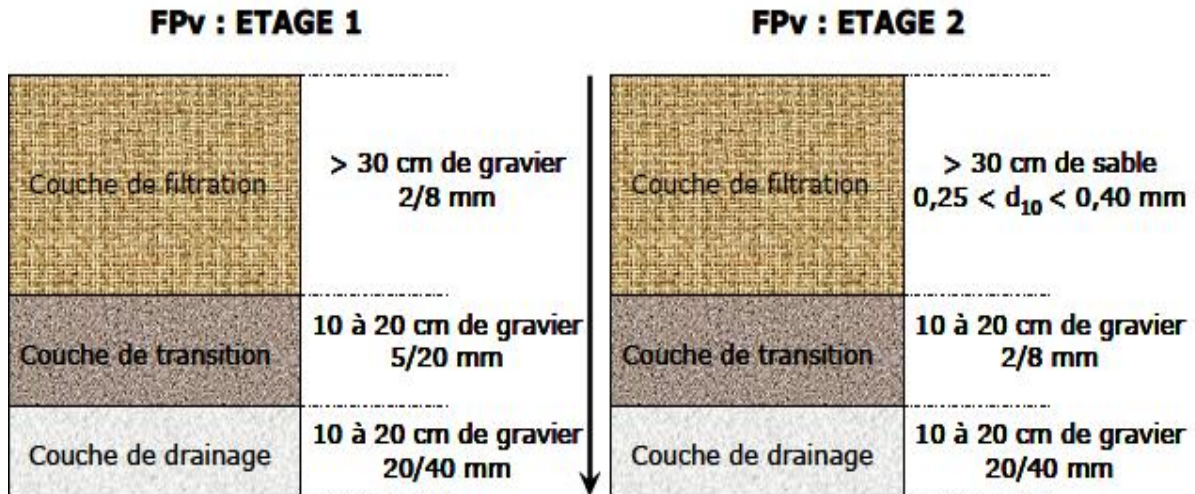 FPv : ETAGE 1
Couche de filtration
> 30 cm de gravier
2/8 mm
Couche de transition
10 à 20 cm de gravier
5/20 mm
Couche de drainage
10 à 20 cm de gravier
20/40 mm
FPv : ETAGE 2
Couche de filtration
> 30 cm de sable
0,25 < d10 < 0,40 mm
Couche de transition
10 à 20 cm de gravier
2/8 mm
Couche de drainage
10 à 20 cm de gravier
20/40 mm